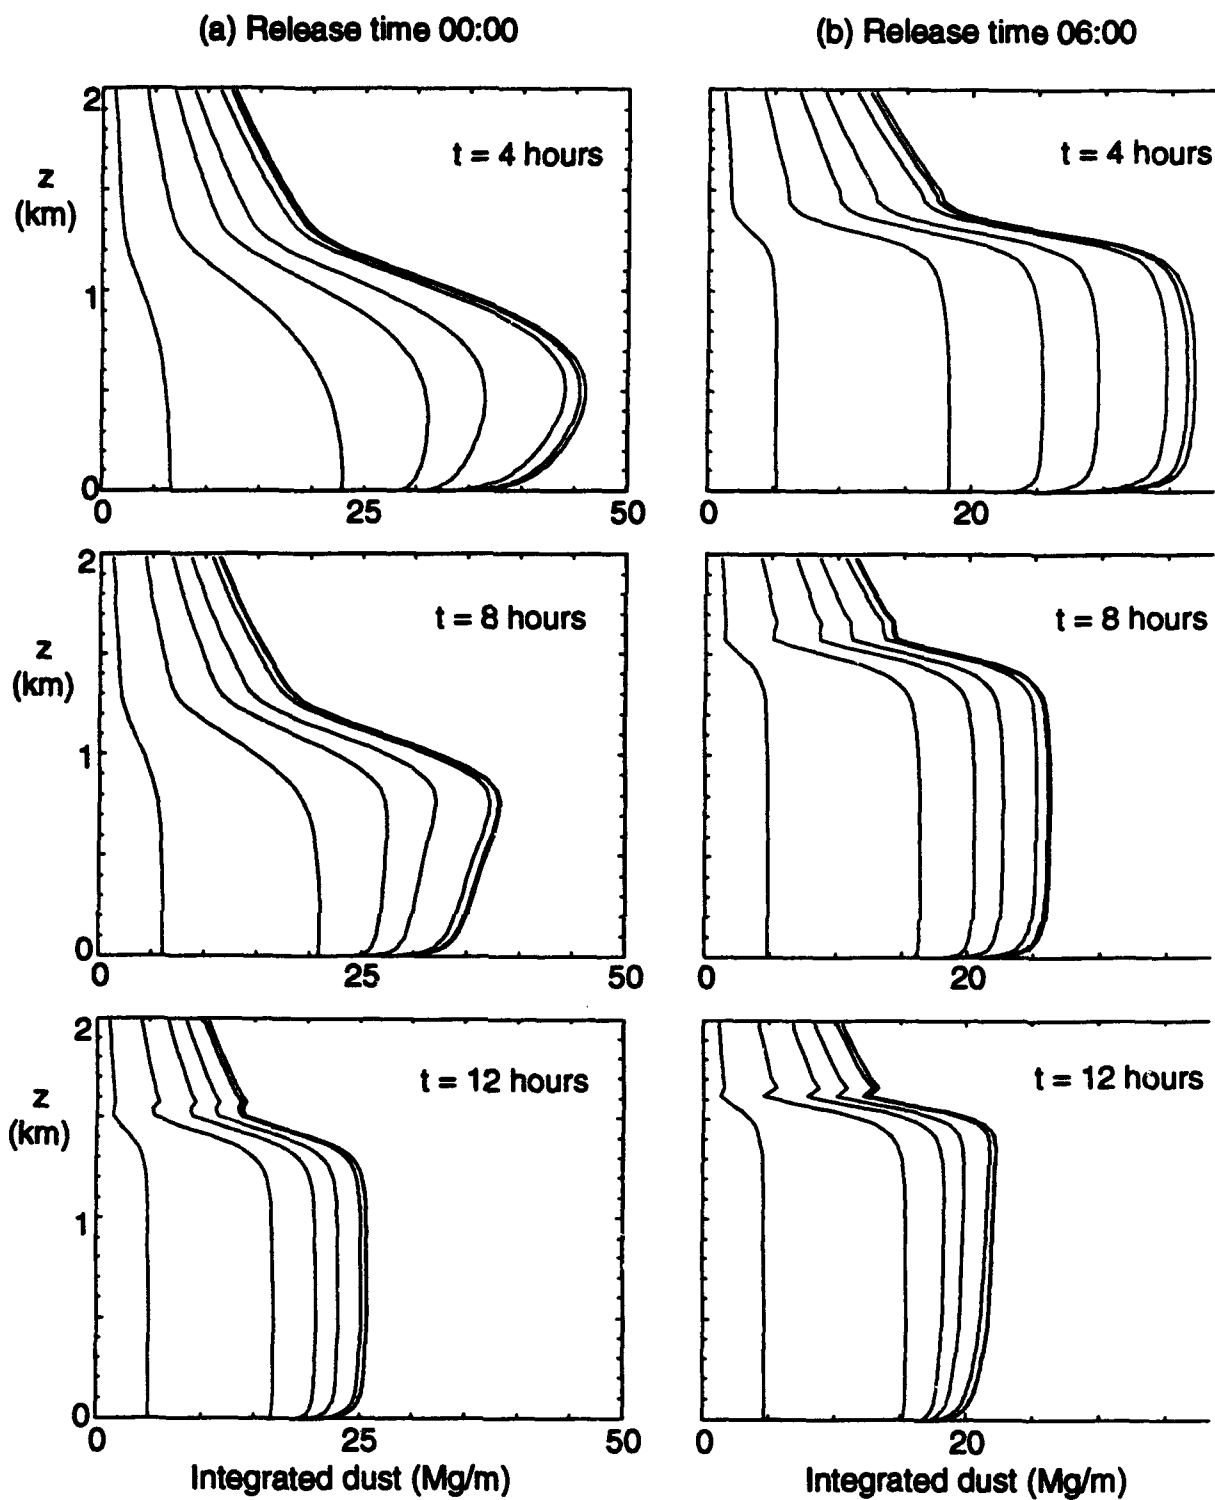 (a) Release time 00:00
(b) Release time 06:00
2
t = 4 hours
t = 4 hours
z
(km)
1
0
0
25
50
0
20
2
t = 8 hours
t = 8 hours
z
(km)
1
0
0
25
50
0
20
2
t = 12 hours
t = 12 hours
z
(km)
1
0
0
25
50
0
20
Integrated dust (Mg/m)
Integrated dust (Mg/m)